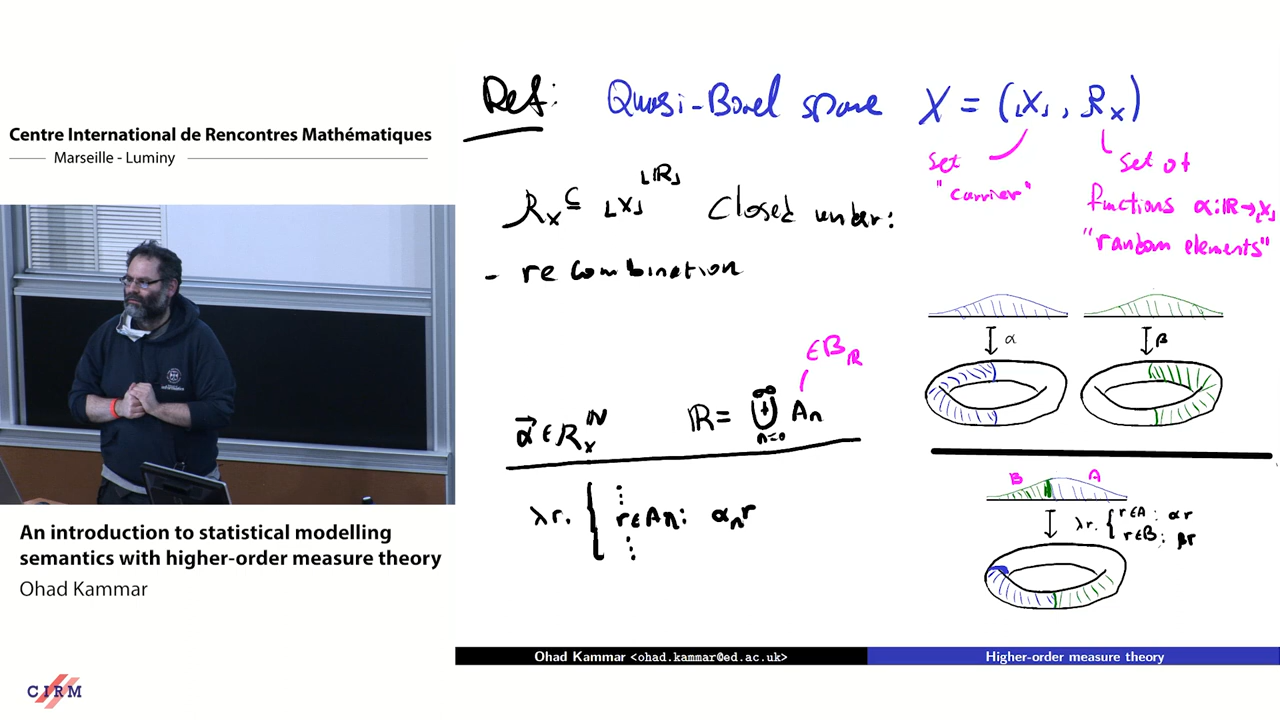 Centre International de Rencontres Mathématiques
Marseille - Luminy
An introduction to statistical modelling
semantics with higher-order measure theory
Ohad Kammar
CIRM
Def: Quasi-Borel space X = (⌞X⌟, R_X)
set
"carrier"
set of
functions α: ℝ→⌞X⌟
"random elements"
R_X ⊆ ⌞X⌟^⌞ℝ⌟ closed under:
- recombination
α
β
∈ B_ℝ
α⃗ ∈ R_X^ℕ ℝ = ⨄_{n=0}^∞ A_n
λr. { ⋮
r∈A_n: α_n r
⋮
B A
λr. { r∈A: αr
r∈B: βr
Ohad Kammar <ohad.kammar@ed.ac.uk>
Higher-order measure theory